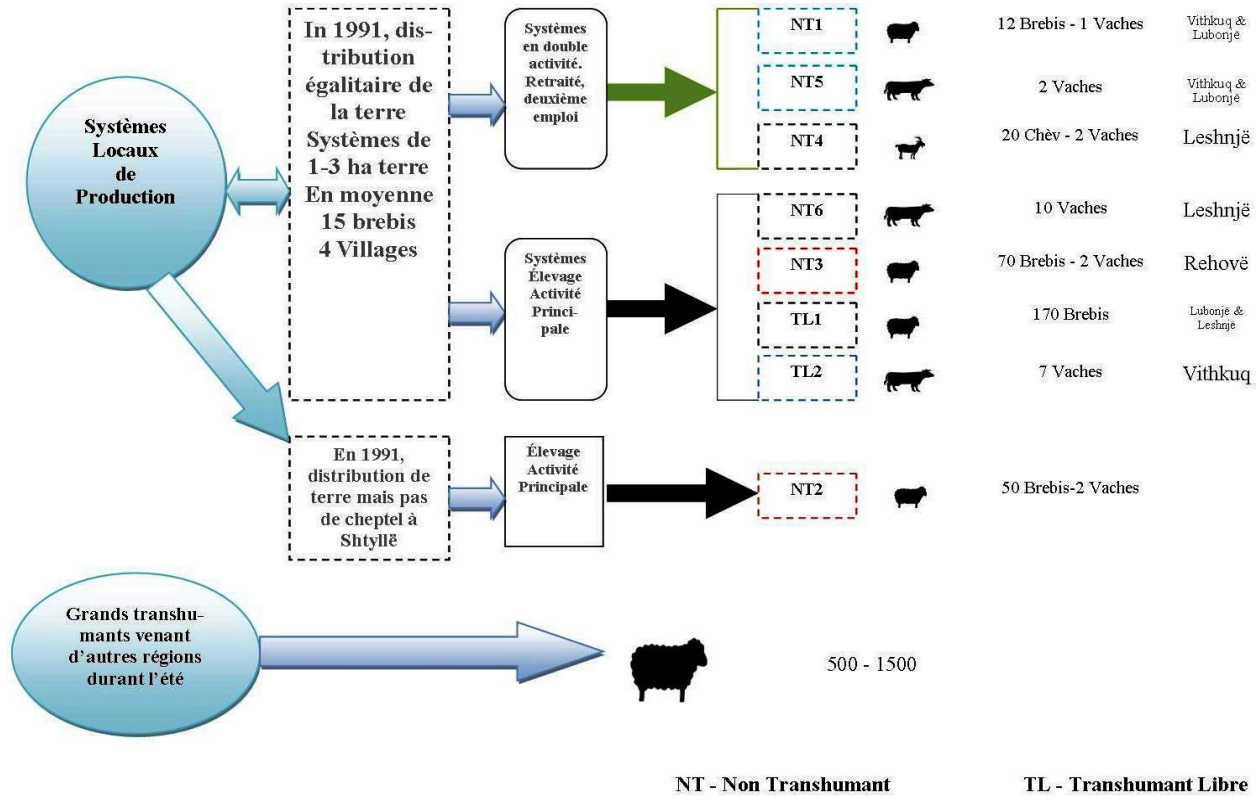 Systèmes
Locaux
de
Production
In 1991, dis-
tribution
égalitaire de
la terre
Systèmes de
1-3 ha terre
En moyenne
15 brebis
4 Villages
Systèmes
en double
activité.
Retraité,
deuxième
emploi
NT1
12 Brebis - 1 Vaches
Vithkuq &
Lubonjë
NT5
2 Vaches
Vithkuq &
Lubonjë
NT4
20 Chèv - 2 Vaches
Leshnjë
Systèmes
Élevage
Activité
Princi-
pale
NT6
10 Vaches
Leshnjë
NT3
70 Brebis - 2 Vaches
Rehovë
TL1
170 Brebis
Lubonjë &
Leshnjë
TL2
7 Vaches
Vithkuq
En 1991,
distribution de
terre mais pas
de cheptel à
Shtyllë
Élevage
Activité
Principale
NT2
50 Brebis-2 Vaches
Grands transhu-
mants venant
d'autres régions
durant l'été
500 - 1500
NT - Non Transhumant
TL - Transhumant Libre